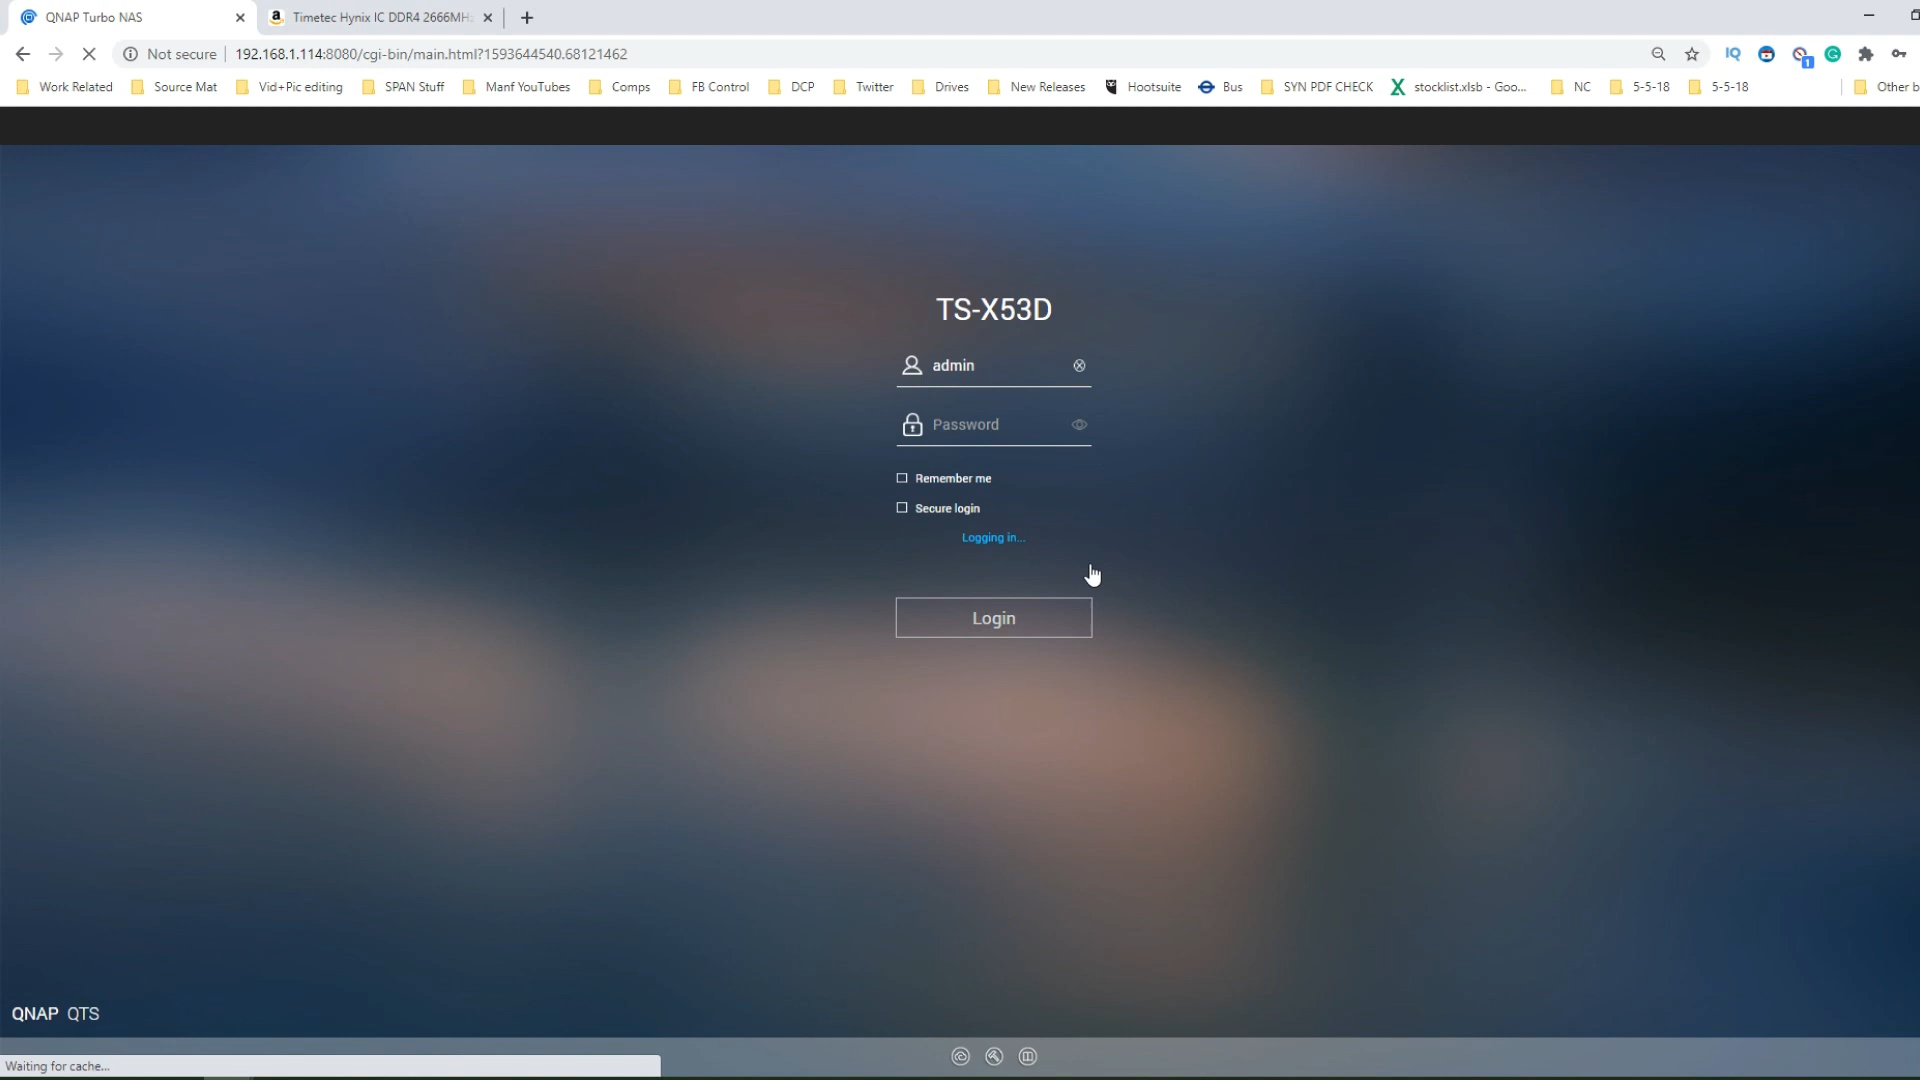 QNAP Turbo NAS
Timetec Hynix IC DDR4 2666MH
Not secure 192.168.1.114:8080/cgi-bin/main.html?1593644540.68121462
IQ 1 G
Work Related Source Mat Vid+Pic editing SPAN Stuff Manf YouTubes Comps FB Control DCP Twitter Drives New Releases Hootsuite Bus SYN PDF CHECK stocklist.xlsb - Goo... NC 5-5-18 5-5-18 Other b
TS-X53D
admin
Password
Remember me
Secure login
Logging in...
Login
QNAP QTS
Waiting for cache...